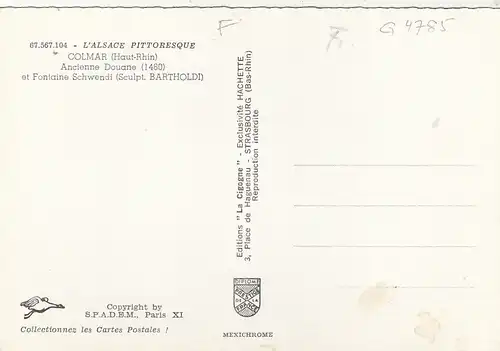 67.567.104 - L'ALSACE PITTORESQUE
COLMAR (Haut-Rhin)
Ancienne Douane (1480)
et Fontaine Schwendi (Sculpt. BARTHOLDI)
F
F.
G 4785
Editions "La Cigogne" - Exclusivité HACHETTE
3, Place de Haguenau - STRASBOURG (Bas-Rhin)
Reproduction interdite
Copyright by
S.P.A.D.E.M., Paris XI
Collectionnez les Cartes Postales !
DIPLOME
MEXICHROME